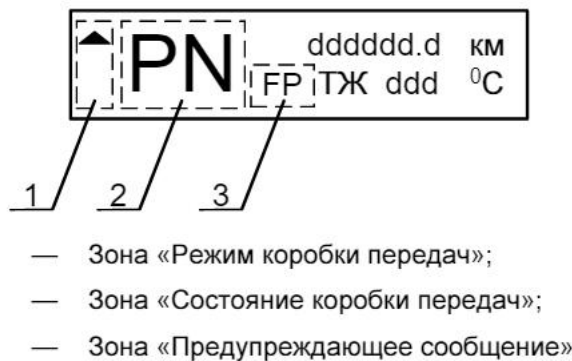 PN dddddd.d км
FP ТЖ ddd ⁰С
1 2 3
— Зона «Режим коробки передач»;
— Зона «Состояние коробки передач»;
— Зона «Предупреждающее сообщение»